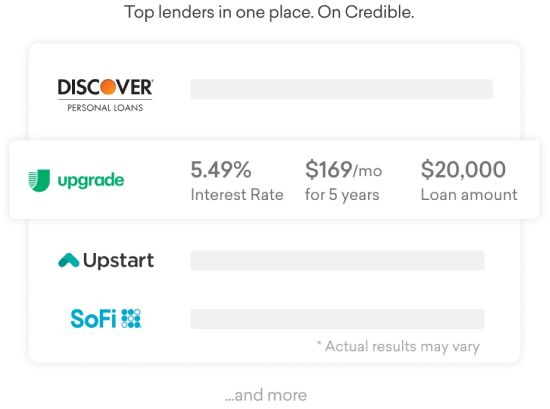 Top lenders in one place. On Credible.
DISCOVER
PERSONAL LOANS
upgrade
5.49% $169/mo $20,000
Interest Rate for 5 years Loan amount
Upstart
SoFi
* Actual results may vary
...and more